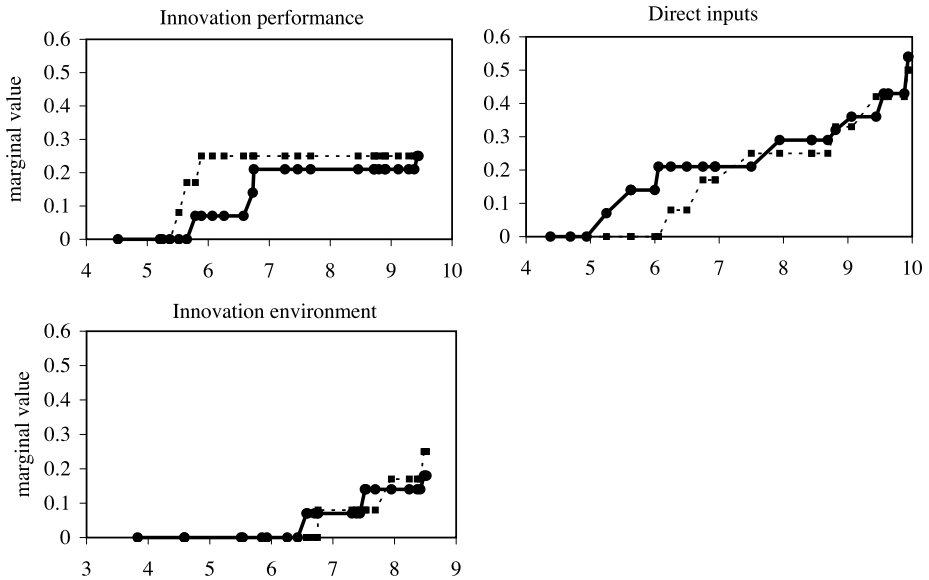 Innovation performance
0.6
0.5
0.4
0.3
0.2
0.1
0
marginal value
4 5 6 7 8 9 10
Direct inputs
0.6
0.5
0.4
0.3
0.2
0.1
0
4 5 6 7 8 9 10
Innovation environment
0.6
0.5
0.4
0.3
0.2
0.1
0
marginal value
3 4 5 6 7 8 9